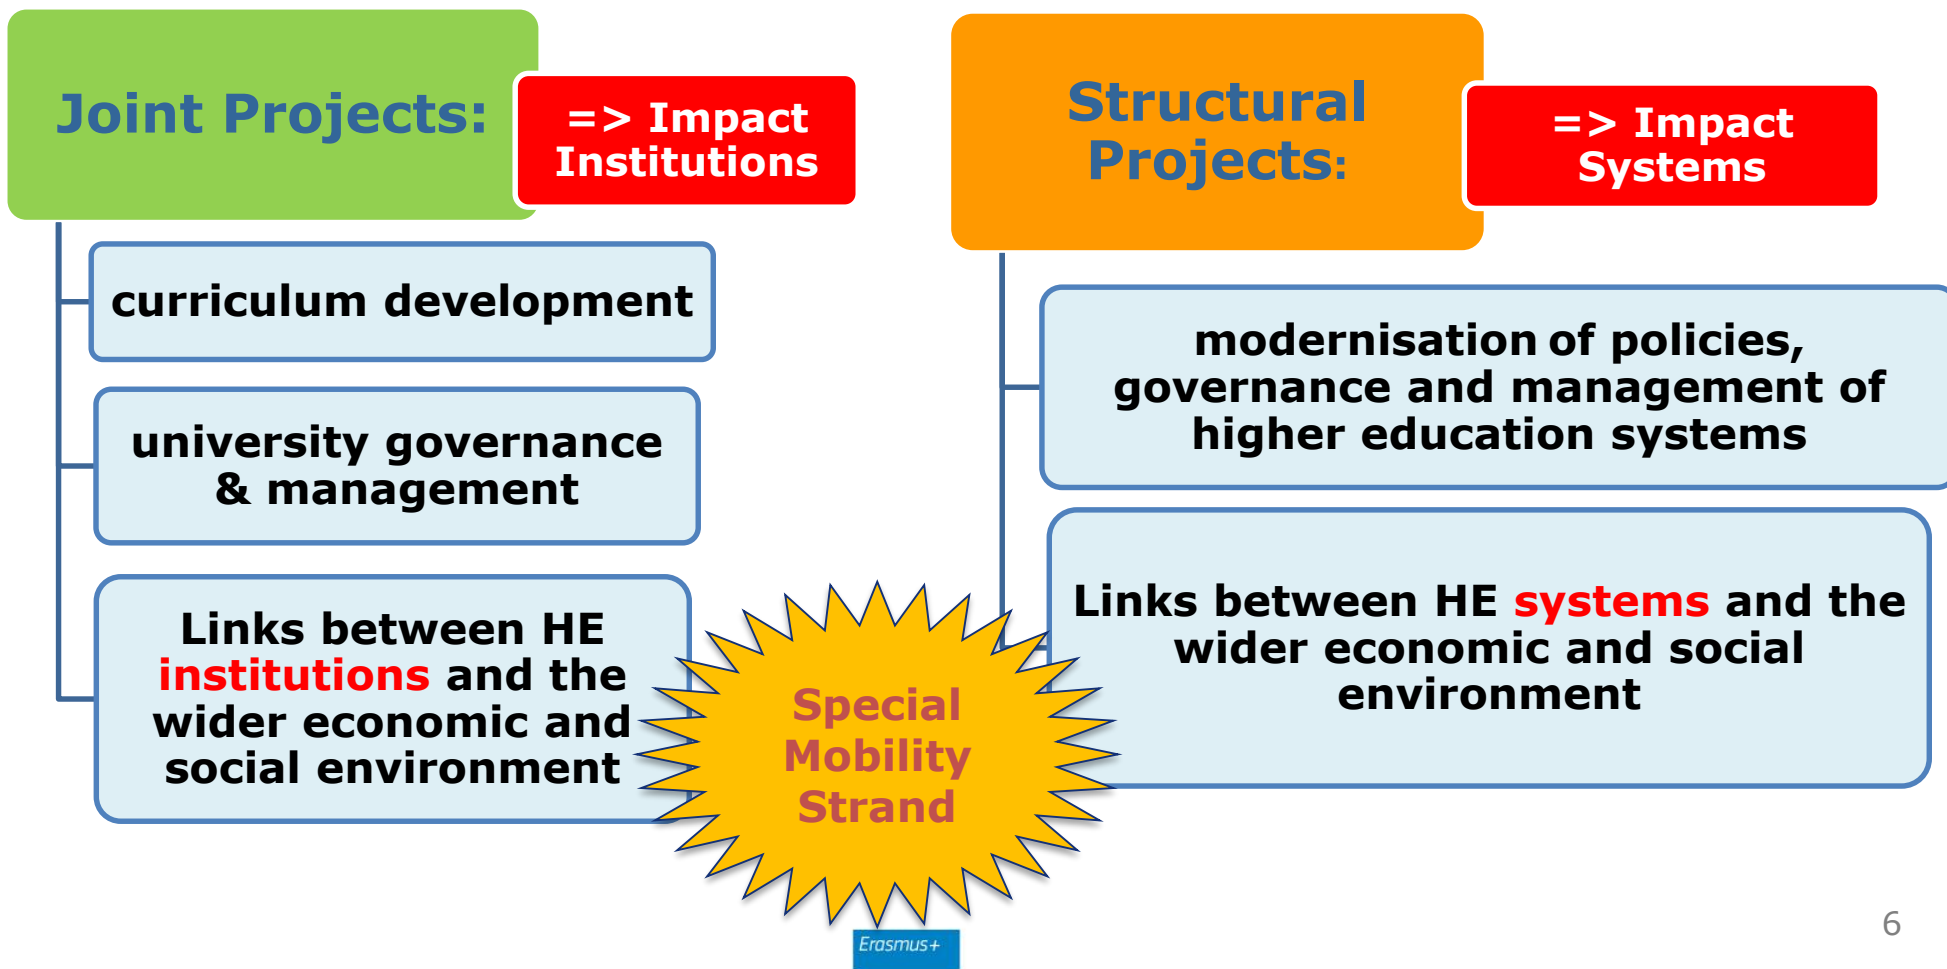 Joint Projects:
=> Impact
Institutions
curriculum development
university governance
& management
Links between HE
institutions and the
wider economic and
social environment
Structural
Projects:
=> Impact
Systems
modernisation of policies,
governance and management of
higher education systems
Links between HE systems and the
wider economic and social
environment
Special
Mobility
Strand
Erasmus+
6